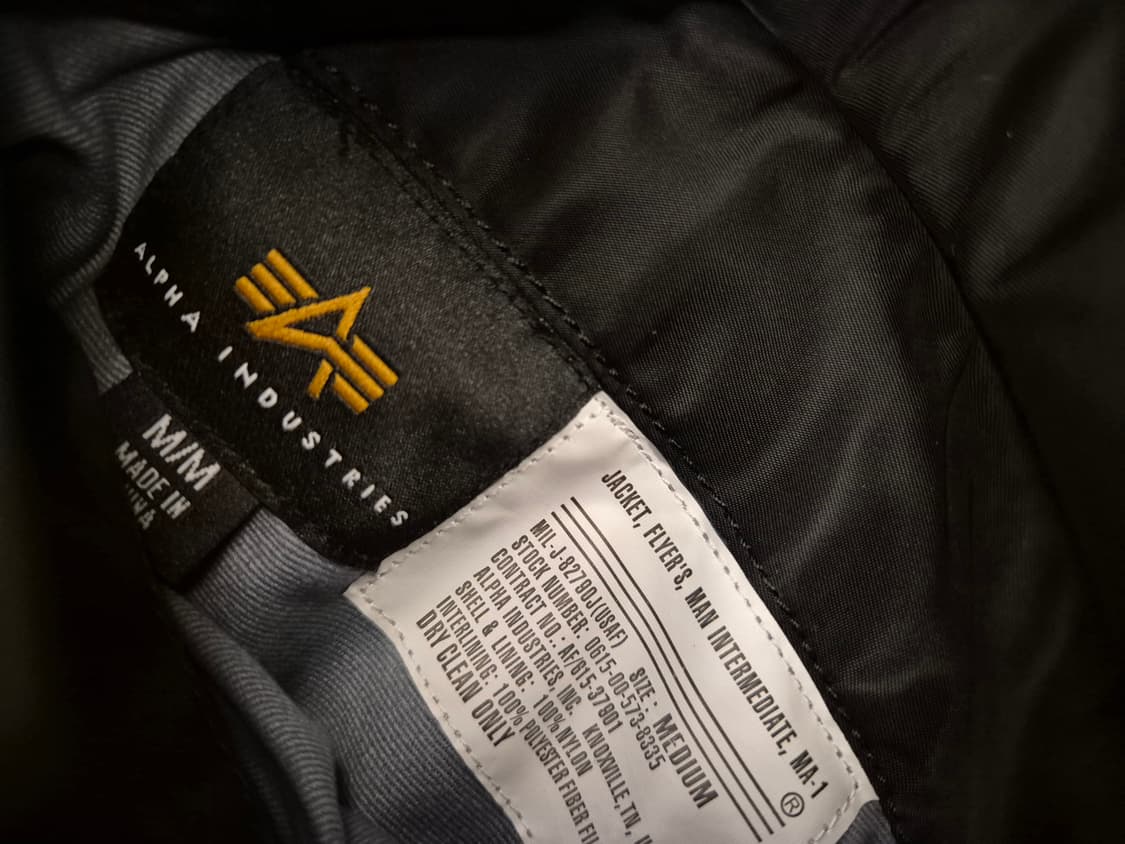 ALPHA INDUSTRIES
M/M
MADE IN
JACKET, FLYER'S, MAN INTERMEDIATE, MA-1
®
SIZE: MEDIUM
MIL-J-82790J(USAF)
STOCK NUMBER: 0615-00-573-8335
CONTRACT NO.: AF/615-37801
ALPHA INDUSTRIES, INC. KNOXVILLE, TN,
SHELL & LINING: 100% NYLON
INTERLINING: 100% POLYESTER FIBER
DRY CLEAN ONLY